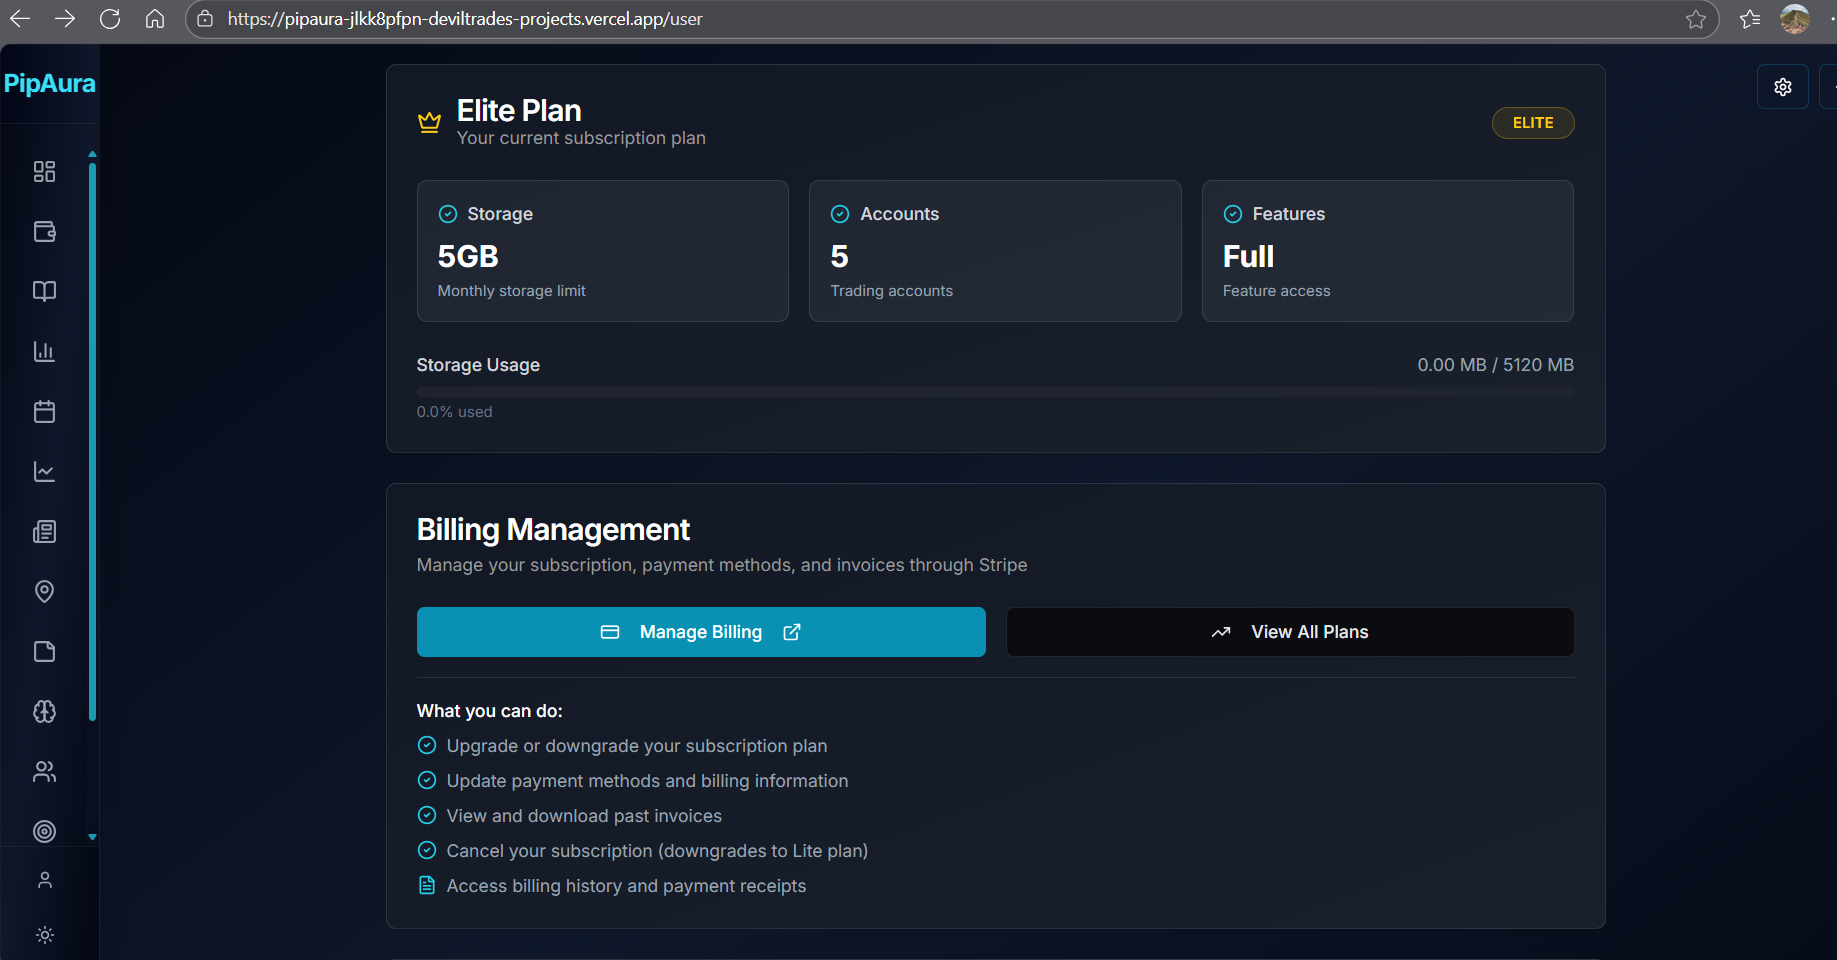 https://pipaura-jlkk8pfpn-deviltrades-projects.vercel.app/user
PipAura
Elite Plan
Your current subscription plan
ELITE
Storage
5GB
Monthly storage limit
Accounts
5
Trading accounts
Features
Full
Feature access
Storage Usage
0.00 MB / 5120 MB
0.0% used
Billing Management
Manage your subscription, payment methods, and invoices through Stripe
Manage Billing
View All Plans
What you can do:
Upgrade or downgrade your subscription plan
Update payment methods and billing information
View and download past invoices
Cancel your subscription (downgrades to Lite plan)
Access billing history and payment receipts